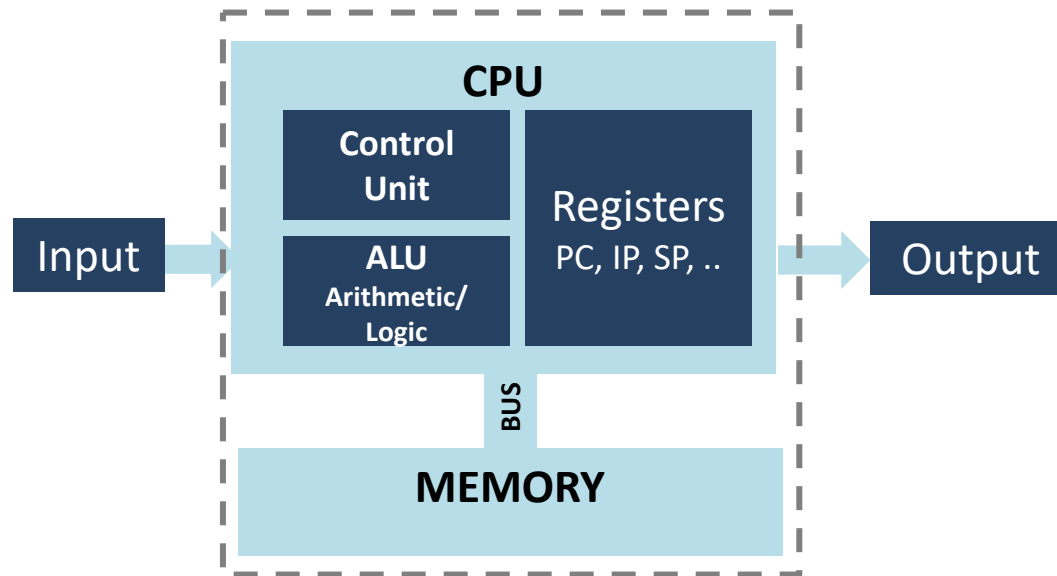 CPU
Control
Unit
ALU
Arithmetic/
Logic
Registers
PC, IP, SP, ..
Input
Output
BUS
MEMORY